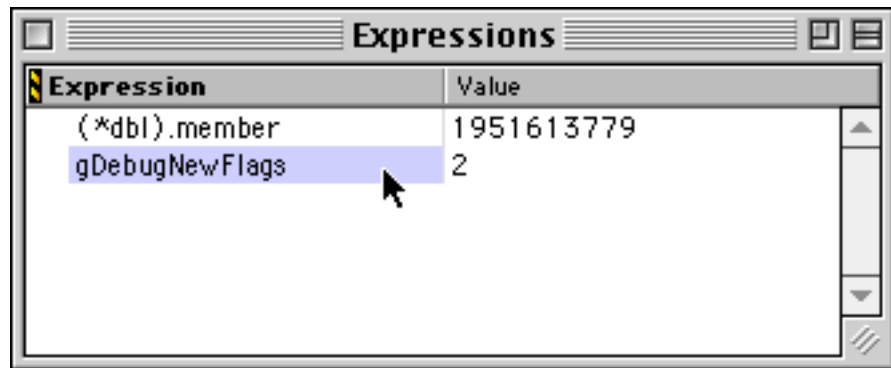 Expressions
Expression Value
(*dbl).member 1951613779
gDebugNewFlags 2